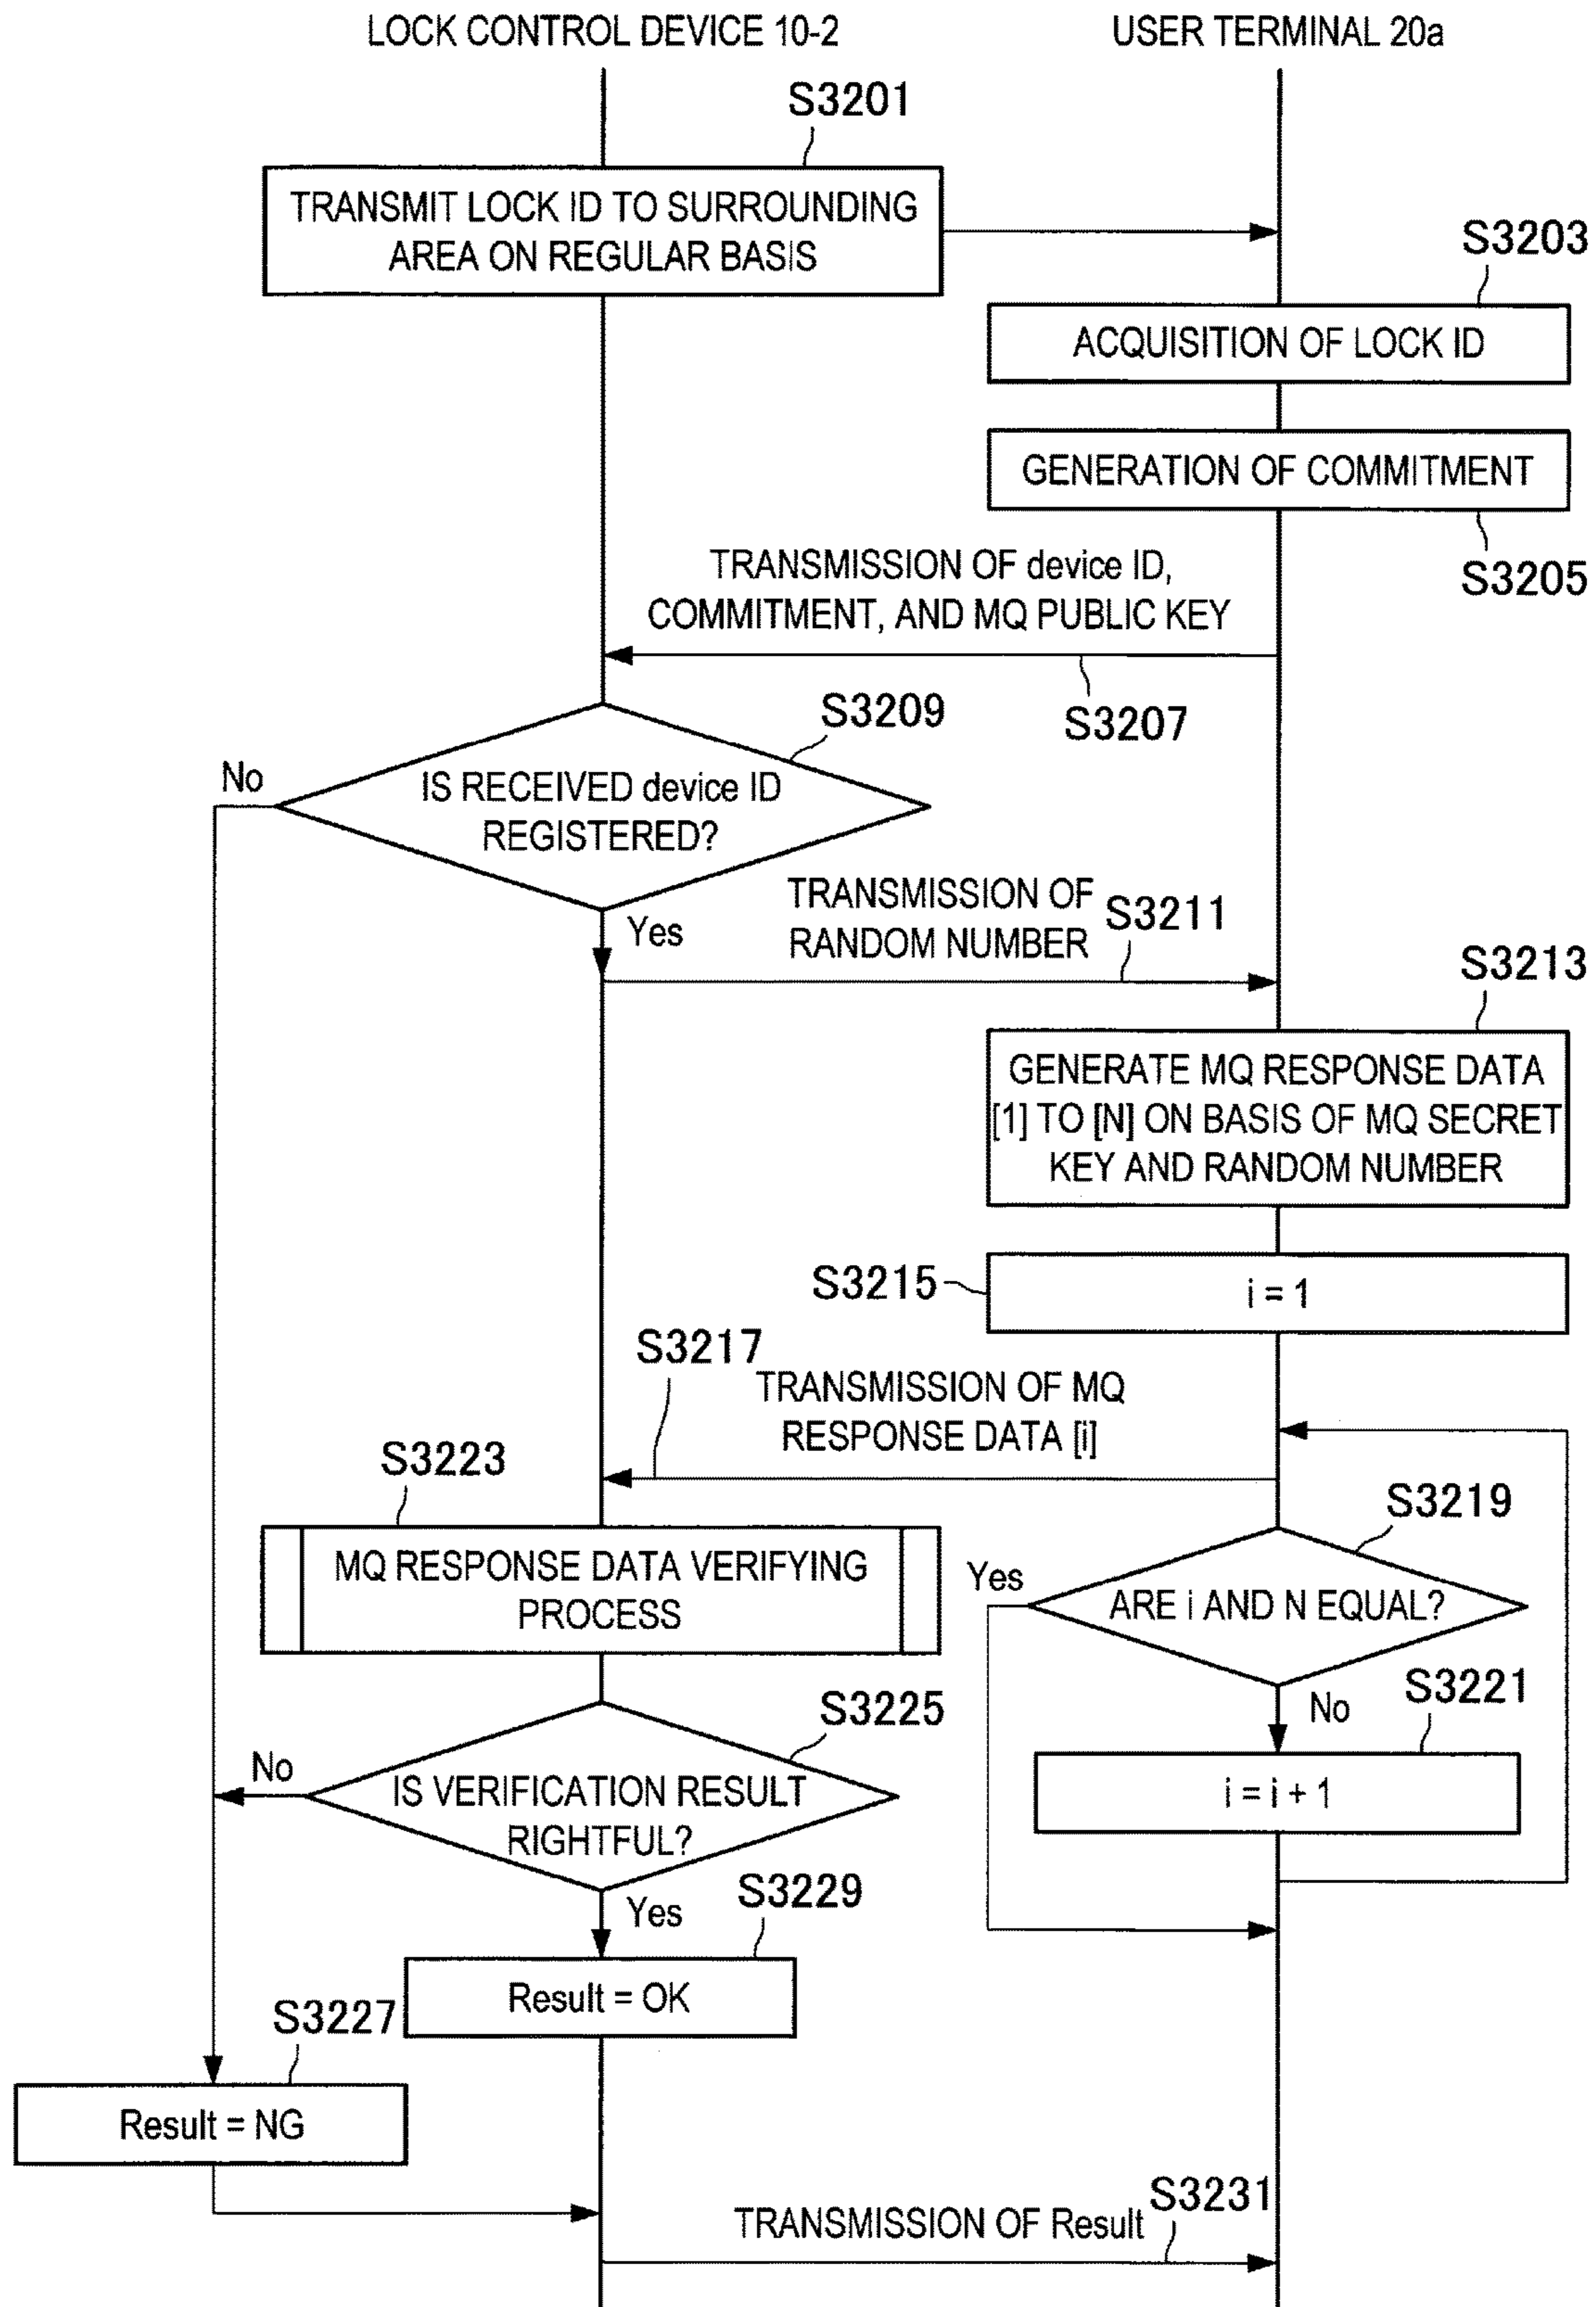 LOCK CONTROL DEVICE 10-2
USER TERMINAL 20a
S3201
TRANSMIT LOCK ID TO SURROUNDING
AREA ON REGULAR BASIS
S3203
ACQUISITION OF LOCK ID
GENERATION OF COMMITMENT
S3205
TRANSMISSION OF device ID,
COMMITMENT, AND MQ PUBLIC KEY
S3207
S3209
No
IS RECEIVED device ID
REGISTERED?
Yes
TRANSMISSION OF
RANDOM NUMBER
S3211
S3213
GENERATE MQ RESPONSE DATA
[1] TO [N] ON BASIS OF MQ SECRET
KEY AND RANDOM NUMBER
S3215
i = 1
S3217
TRANSMISSION OF MQ
RESPONSE DATA [i]
S3223
MQ RESPONSE DATA VERIFYING
PROCESS
S3219
Yes
ARE i AND N EQUAL?
No
S3221
i = i + 1
S3225
No
IS VERIFICATION RESULT
RIGHTFUL?
Yes
S3229
Result = OK
S3227
Result = NG
TRANSMISSION OF Result
S3231